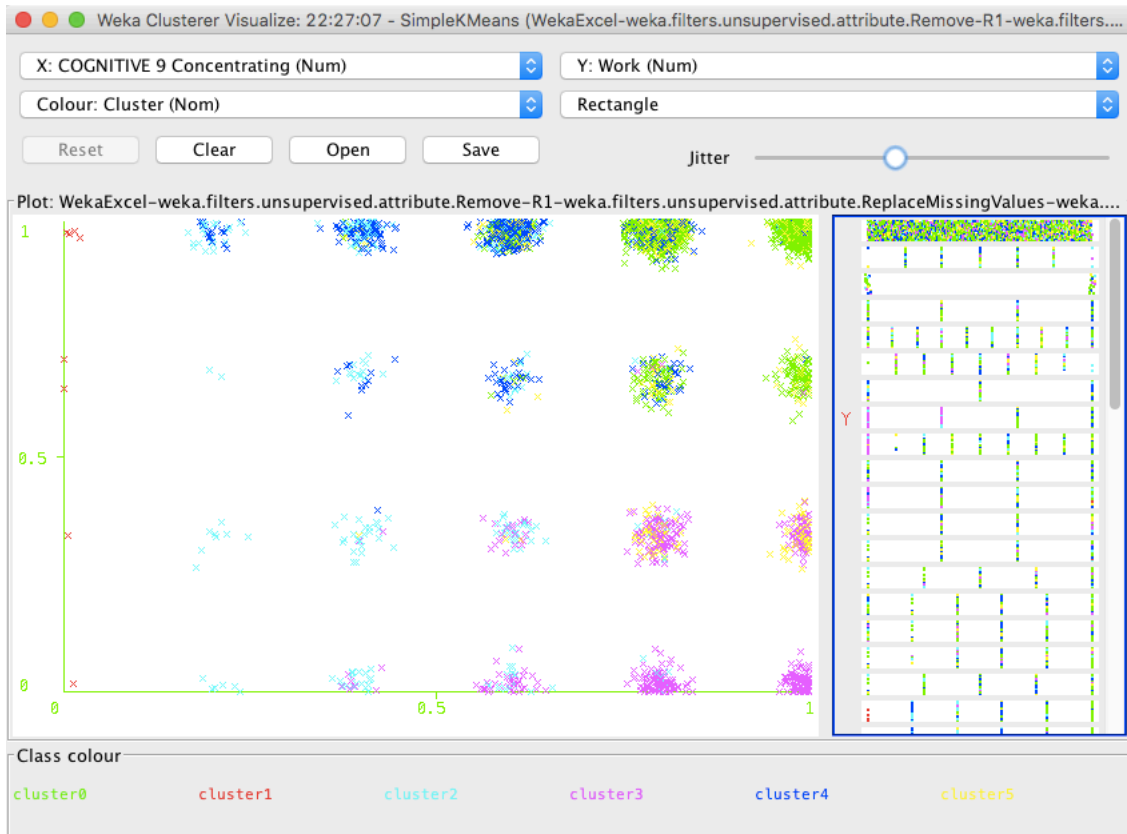 Weka Clusterer Visualize: 22:27:07 - SimpleKMeans (WekaExcel-weka.filters.unsupervised.attribute.Remove-R1-weka.filters....
X: COGNITIVE 9 Concentrating (Num) Y: Work (Num)
Colour: Cluster (Nom) Rectangle
Reset Clear Open Save Jitter
Plot: WekaExcel-weka.filters.unsupervised.attribute.Remove-R1-weka.filters.unsupervised.attribute.ReplaceMissingValues-weka....
1
Y
0.5
0
0 0.5 1
Class colour
cluster0 cluster1 cluster2 cluster3 cluster4 cluster5